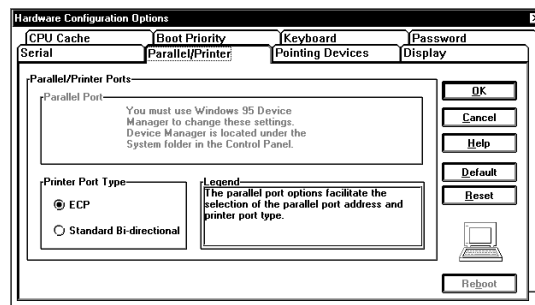 Hardware Configuration Options
CPU Cache
Boot Priority
Keyboard
Password
Serial
Parallel/Printer
Pointing Devices
Display
Parallel/Printer Ports
Parallel Port
You must use Windows 95 Device
Manager to change these settings.
Device Manager is located under the
System folder in the Control Panel.
Printer Port Type
ECP
Standard Bi-directional
Legend
The parallel port options facilitate the
selection of the parallel port address and
printer port type.
OK
Cancel
Help
Default
Reset
Reboot